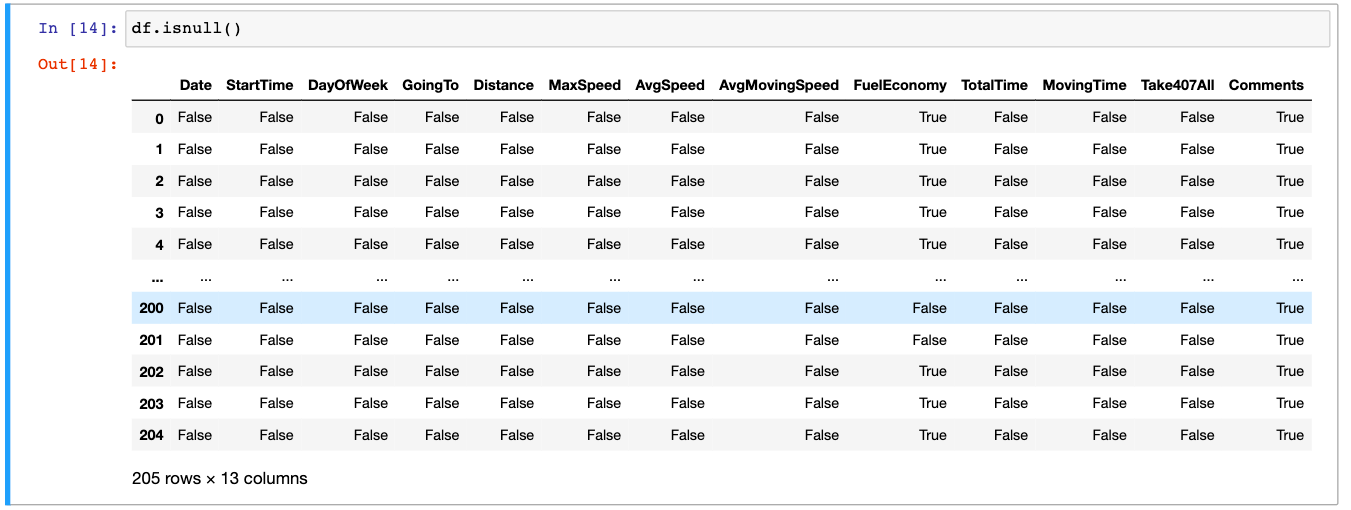 In [14]: df.isnull()
Out[14]:
Date StartTime DayOfWeek GoingTo Distance MaxSpeed AvgSpeed AvgMovingSpeed FuelEconomy TotalTime MovingTime Take407All Comments
0 False False False False False False False False True False False False True
1 False False False False False False False False True False False False True
2 False False False False False False False False True False False False True
3 False False False False False False False False True False False False True
4 False False False False False False False False True False False False True
... ... ... ... ... ... ... ... ... ... ... ... ... ...
200 False False False False False False False False False False False False True
201 False False False False False False False False False False False False True
202 False False False False False False False False True False False False True
203 False False False False False False False False True False False False True
204 False False False False False False False False True False False False True
205 rows × 13 columns